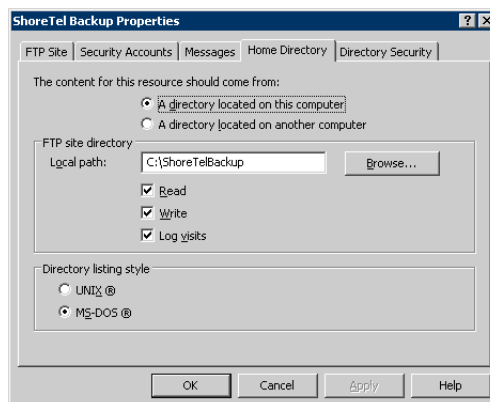 ShoreTel Backup Properties
FTP Site Security Accounts Messages Home Directory Directory Security
The content for this resource should come from:
A directory located on this computer
A directory located on another computer
FTP site directory
Local path: C:\ShoreTelBackup Browse...
Read
Write
Log visits
Directory listing style
UNIX ®
MS-DOS ®
OK Cancel Apply Help